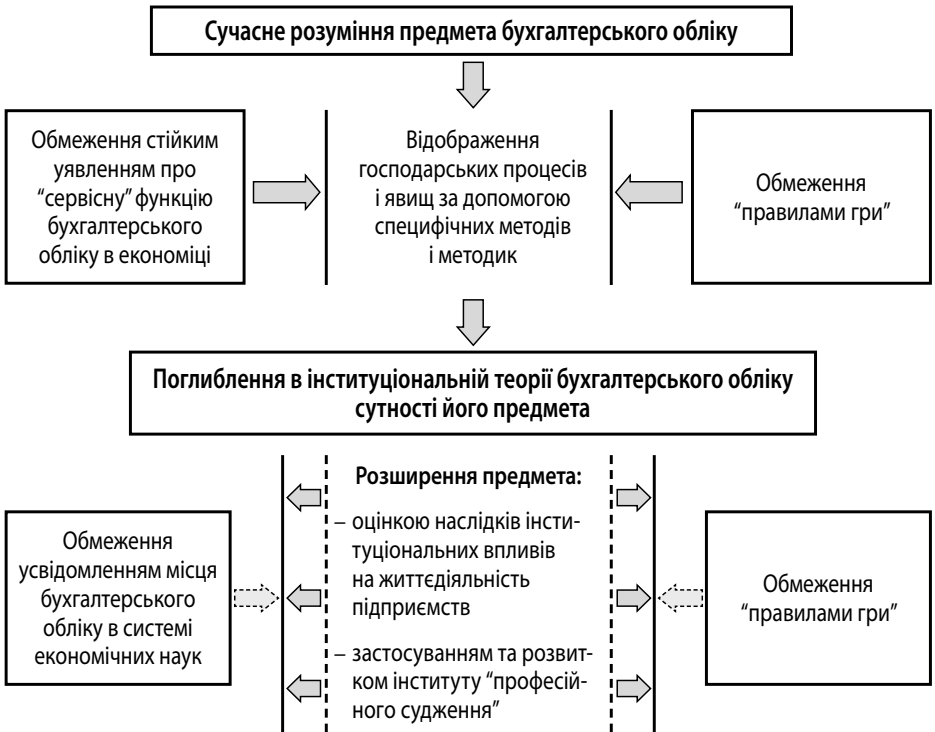 Сучасне розуміння предмета бухгалтерського обліку
Обмеження стійким
уявленням про
“сервісну” функцію
бухгалтерського
обліку в економіці
Відображення
господарських процесів
і явищ за допомогою
специфічних методів
і методик
Обмеження
“правилами гри”
Поглиблення в інституціональній теорії бухгалтерського обліку
сутності його предмета
Обмеження
усвідомленням місця
бухгалтерського
обліку в системі
економічних наук
Розширення предмета:
– оцінкою наслідків інсти-
туціональних впливів
на життєдіяльність
підприємств
– застосуванням та розвит-
ком інституту “професій-
ного судження”
Обмеження
“правилами гри”